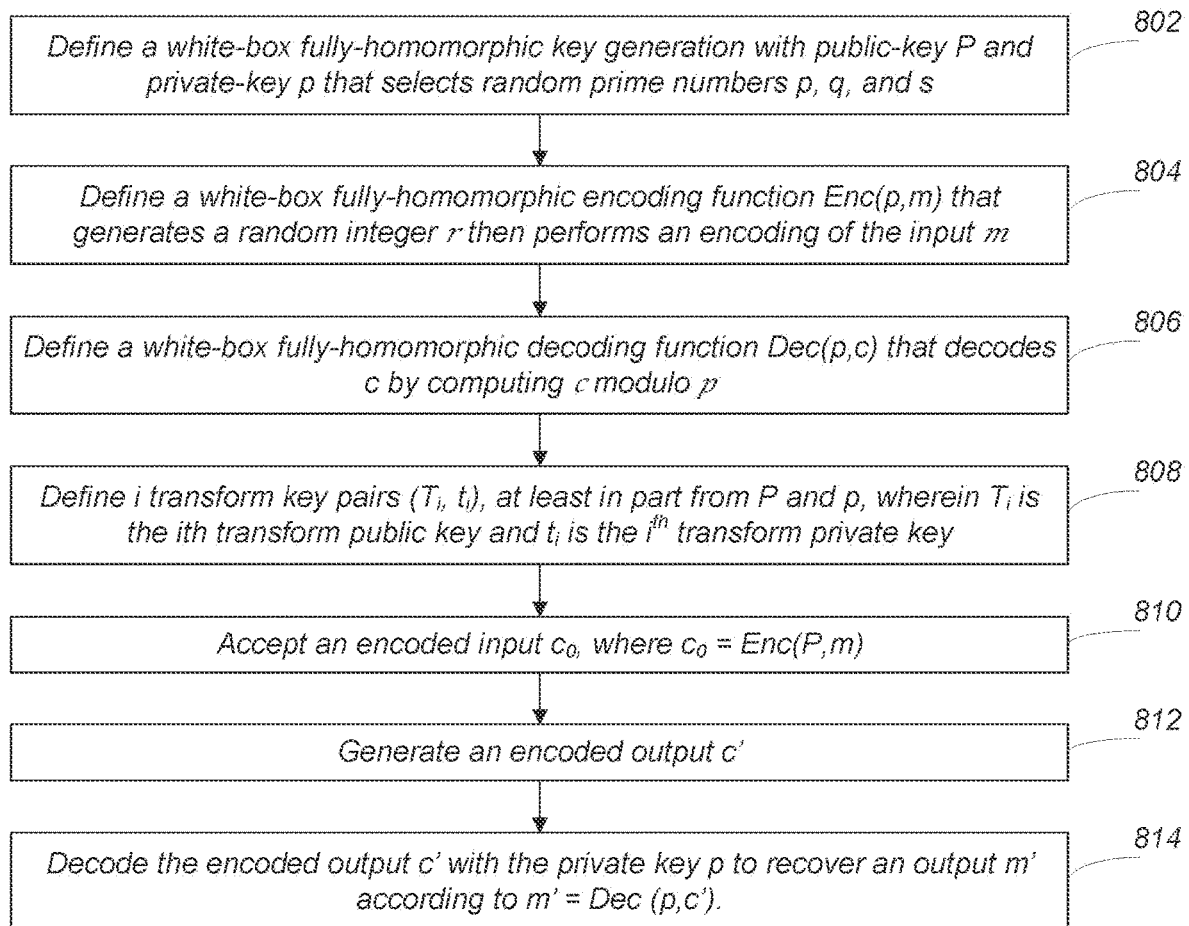 802
Define a white-box fully-homomorphic key generation with public-key P and
private-key p that selects random prime numbers p, q, and s
804
Define a white-box fully-homomorphic encoding function Enc(p,m) that
generates a random integer r then performs an encoding of the input m
806
Define a white-box fully-homomorphic decoding function Dec(p,c) that decodes
c by computing c modulo p
808
Define i transform key pairs (Tᵢ, tᵢ), at least in part from P and p, wherein Tᵢ is
the ith transform public key and tᵢ is the iᵗʰ transform private key
810
Accept an encoded input c₀, where c₀ = Enc(P,m)
812
Generate an encoded output c'
814
Decode the encoded output c' with the private key p to recover an output m'
according to m' = Dec (p,c').